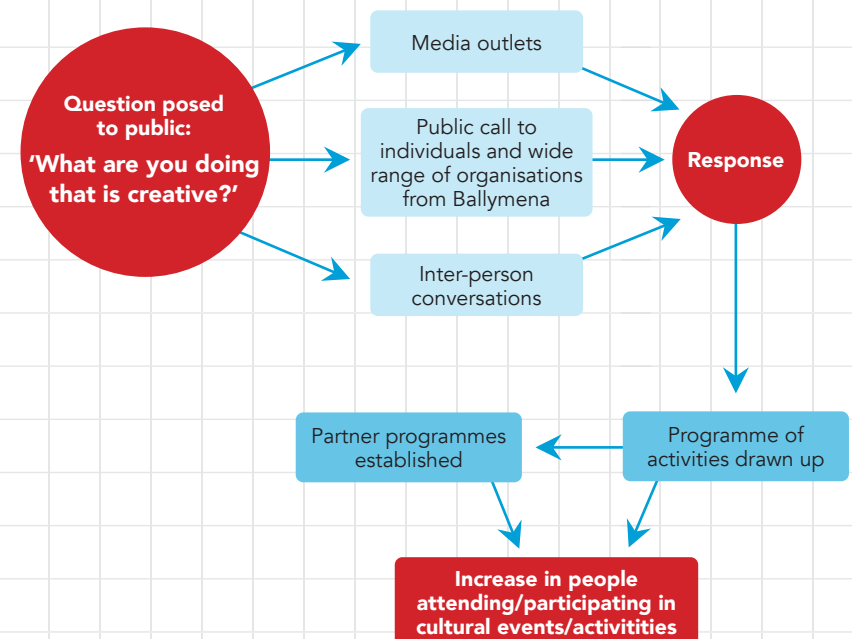 Question posed
to public:
'What are you doing
that is creative?'
Media outlets
Public call to
individuals and wide
range of organisations
from Ballymena
Inter-person
conversations
Response
Programme of
activities drawn up
Partner programmes
established
Increase in people
attending/participating in
cultural events/activitities